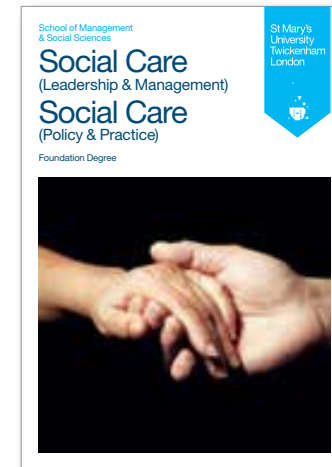 School of Management
& Social Sciences
Social Care
(Leadership & Management)
Social Care
(Policy & Practice)
Foundation Degree
St Mary's
University
Twickenham
London